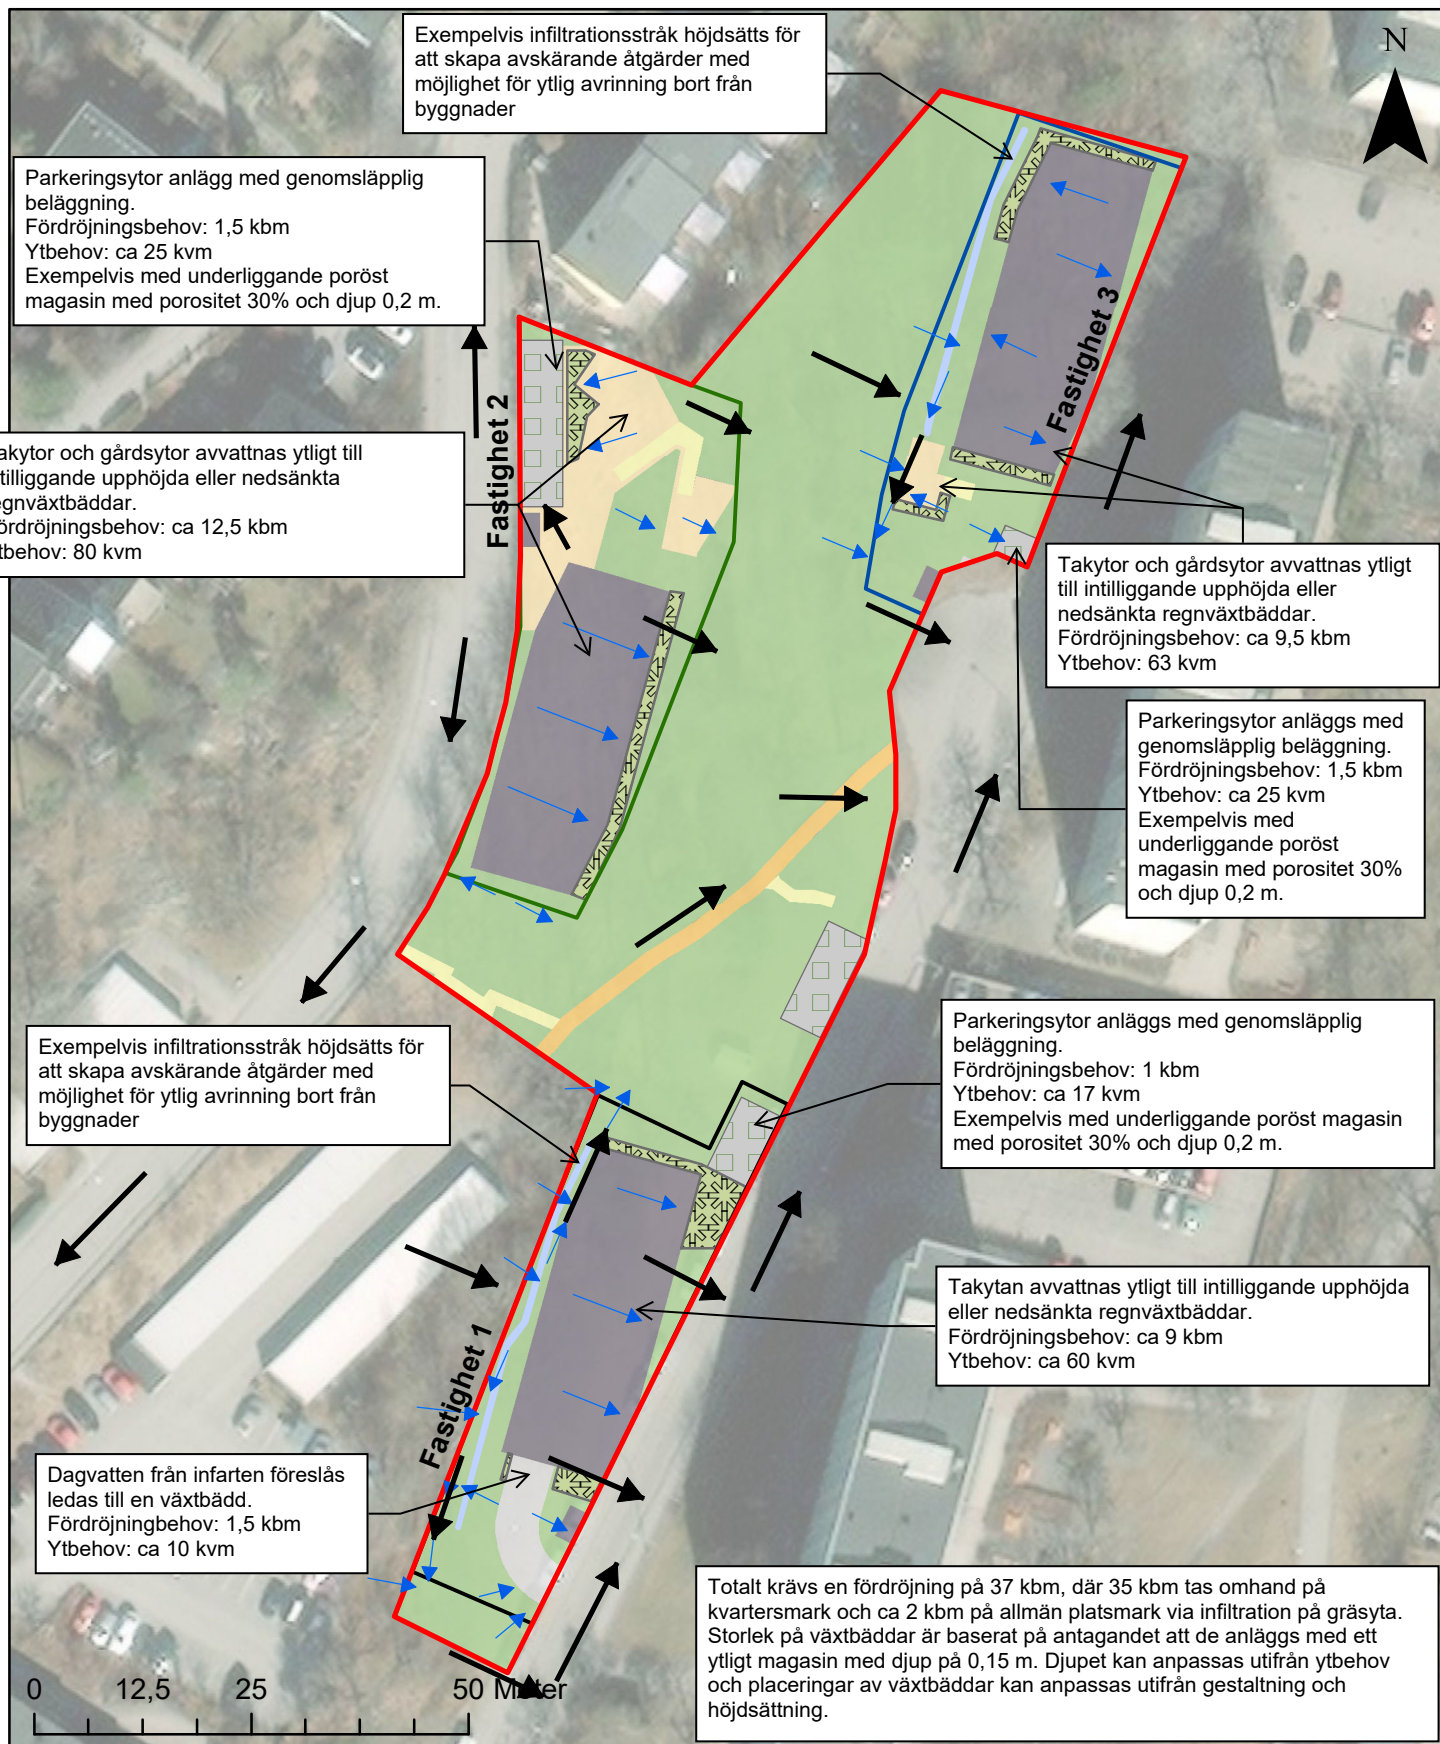 Exempelvis infiltrationsstråk höjdsätts för
att skapa avskärande åtgärder med
möjlighet för ytlig avrinning bort från
byggnader
N
Parkeringsytor anlägg med genomsläpplig
beläggning.
Fördröjningsbehov: 1,5 kbm
Ytbehov: ca 25 kvm
Exempelvis med underliggande poröst
magasin med porositet 30% och djup 0,2 m.
Fastighet 3
Fastighet 2
akytor och gårdsytor avvattnas ytligt till
tilliggande upphöjda eller nedsänkta
egnväxtbäddar.
ördröjningsbehov: ca 12,5 kbm
tbehov: 80 kvm
Takytor och gårdsytor avvattnas ytligt
till intilliggande upphöjda eller
nedsänkta regnväxtbäddar.
Fördröjningsbehov: ca 9,5 kbm
Ytbehov: 63 kvm
Parkeringsytor anläggs med
genomsläpplig beläggning.
Fördröjningsbehov: 1,5 kbm
Ytbehov: ca 25 kvm
Exempelvis med
underliggande poröst
magasin med porositet 30%
och djup 0,2 m.
Parkeringsytor anläggs med genomsläpplig
beläggning.
Fördröjningsbehov: 1 kbm
Ytbehov: ca 17 kvm
Exempelvis med underliggande poröst magasin
med porositet 30% och djup 0,2 m.
Exempelvis infiltrationsstråk höjdsätts för
att skapa avskärande åtgärder med
möjlighet för ytlig avrinning bort från
byggnader
Takytan avvattnas ytligt till intilliggande upphöjda
eller nedsänkta regnväxtbäddar.
Fördröjningsbehov: ca 9 kbm
Ytbehov: ca 60 kvm
Fastighet 1
Dagvatten från infarten föreslås
ledas till en växtbädd.
Fördröjningbehov: 1,5 kbm
Ytbehov: ca 10 kvm
Totalt krävs en fördröjning på 37 kbm, där 35 kbm tas omhand på
kvartersmark och ca 2 kbm på allmän platsmark via infiltration på gräsyta.
Storlek på växtbäddar är baserat på antagandet att de anläggs med ett
ytligt magasin med djup på 0,15 m. Djupet kan anpassas utifrån ytbehov
och placeringar av växtbäddar kan anpassas utifrån gestaltning och
höjdsättning.
0 12,5 25 50 Meter